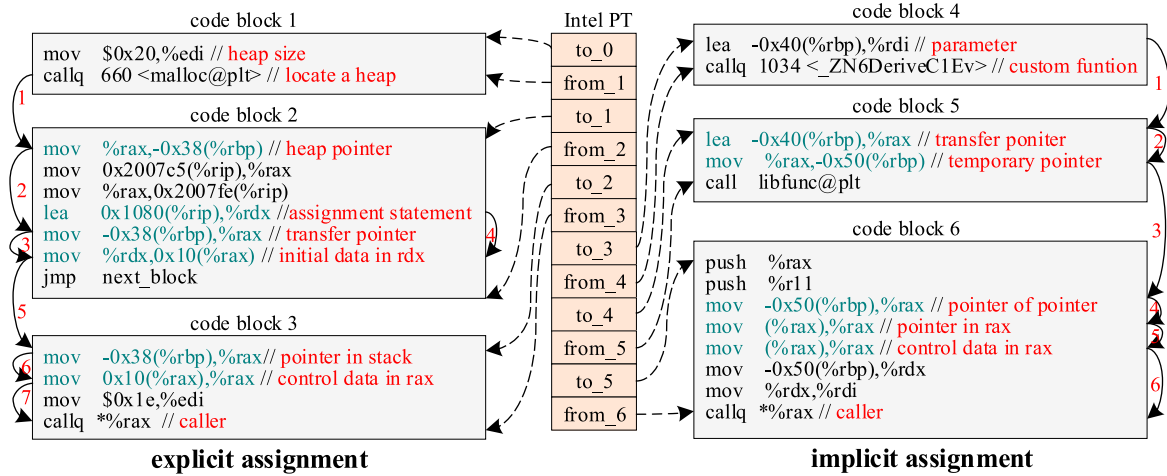 code block 1
mov $0x20,%edi // heap size
callq 660 <malloc@plt> // locate a heap
1
code block 2
mov %rax,-0x38(%rbp) // heap pointer
mov 0x2007c5(%rip),%rax
2
mov %rax,0x2007fe(%rip)
lea 0x1080(%rip),%rdx //assignment statement
mov -0x38(%rbp),%rax // transfer pointer
3
4
mov %rdx,0x10(%rax) // initial data in rdx
jmp next_block
5
code block 3
mov -0x38(%rbp),%rax// pointer in stack
6
mov 0x10(%rax),%rax // control data in rax
7
mov $0x1e,%edi
callq *%rax // caller
explicit assignment
Intel PT
to_0
from_1
to_1
from_2
to_2
from_3
to_3
from_4
to_4
from_5
to_5
from_6
code block 4
lea -0x40(%rbp),%rdi // parameter
callq 1034 <_ZN6DeriveC1Ev> // custom funtion
1
code block 5
lea -0x40(%rbp),%rax // transfer poniter
2
mov %rax,-0x50(%rbp) // temporary pointer
call libfunc@plt
3
code block 6
push %rax
push %r11
mov -0x50(%rbp),%rax // pointer of pointer
4
mov (%rax),%rax // pointer in rax
5
mov (%rax),%rax // control data in rax
mov -0x50(%rbp),%rdx
6
mov %rdx,%rdi
callq *%rax // caller
implicit assignment